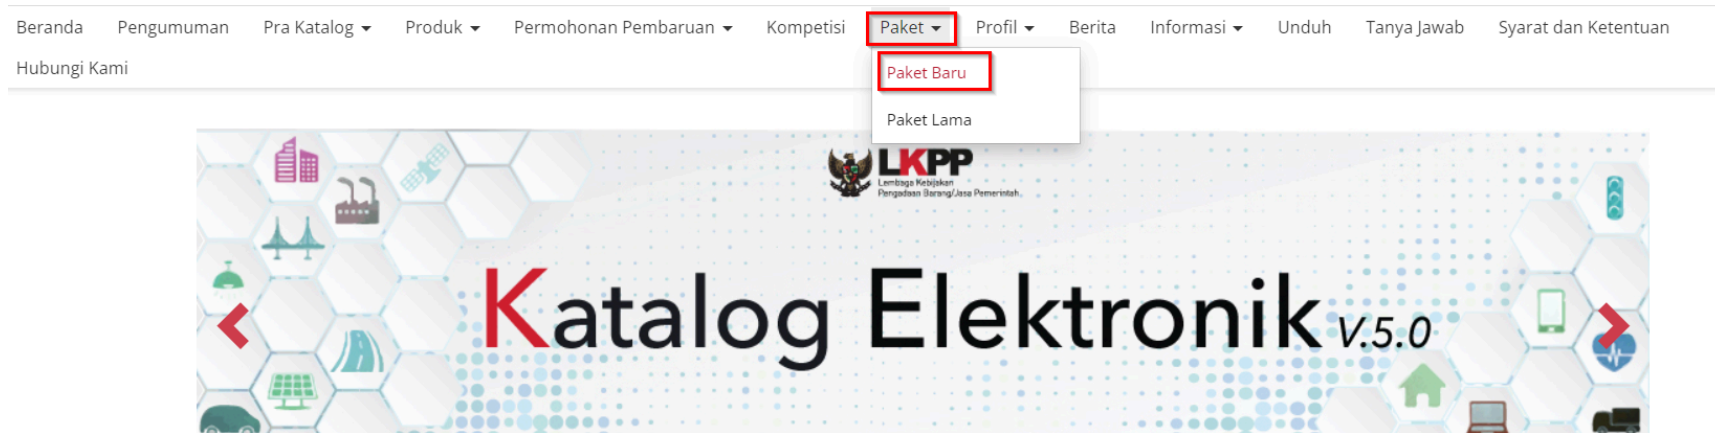 Beranda Pengumuman Pra Katalog Produk Permohonan Pembaruan Kompetisi Paket Profil Berita Informasi Unduh Tanya Jawab Syarat dan Ketentuan
Hubungi Kami
Paket Baru
Paket Lama
LKPP
Lembaga Kebijakan
Pengadaan Barang/Jasa Pemerintah
Katalog Elektronik V.5.0